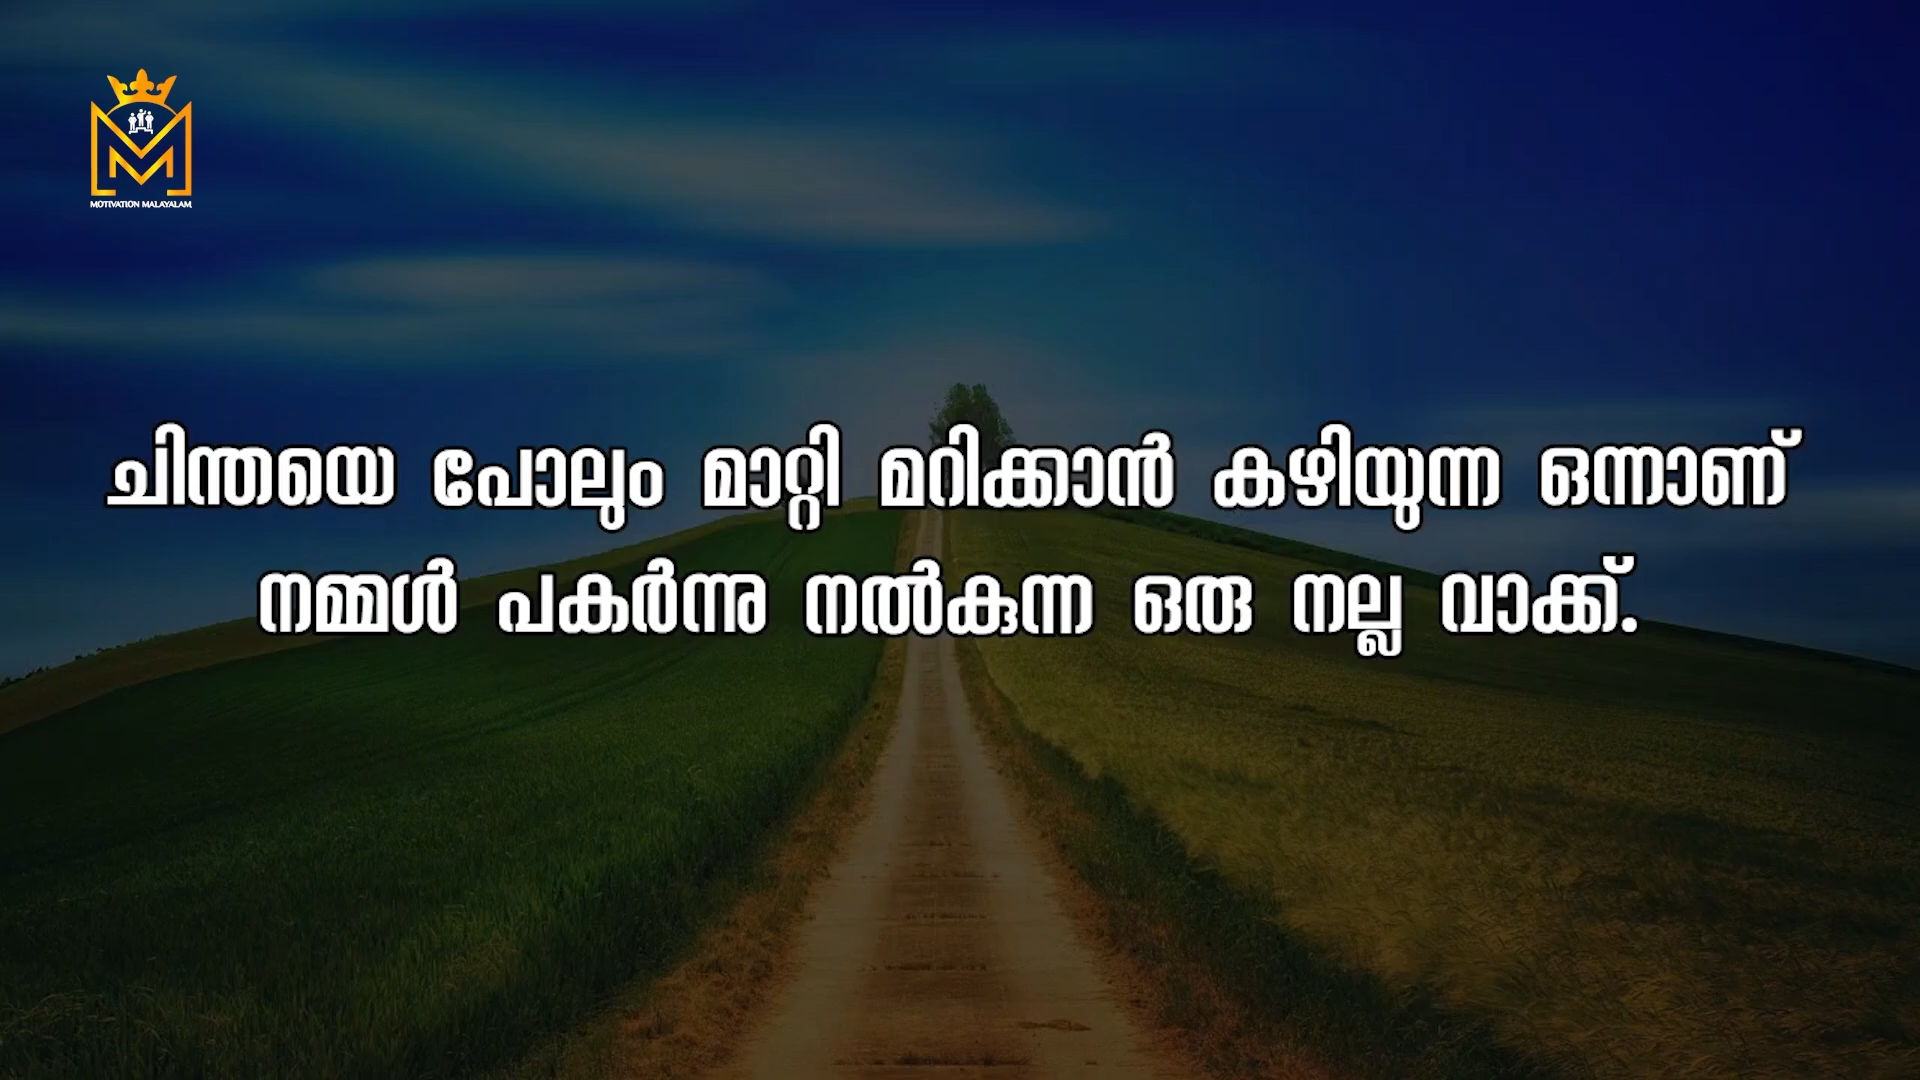 MOTIVATION MALAYALAM
ചിന്തയെ പോലും മാറ്റി മറിക്കാൻ കഴിയുന്ന ഒന്നാണ്
നമ്മൾ പകർന്നു നൽകുന്ന ഒരു നല്ല വാക്ക്.